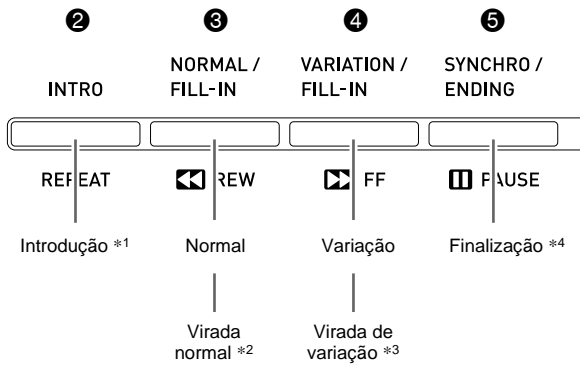 ❷ ❸ ❹ ❺
INTRO
NORMAL /
FILL-IN
VARIATION /
FILL-IN
SYNCHRO /
ENDING
REPEAT
REW
FF
PAUSE
Introdução *1
Normal
Variação
Finalização *4
Virada
normal *2
Virada de
variação *3